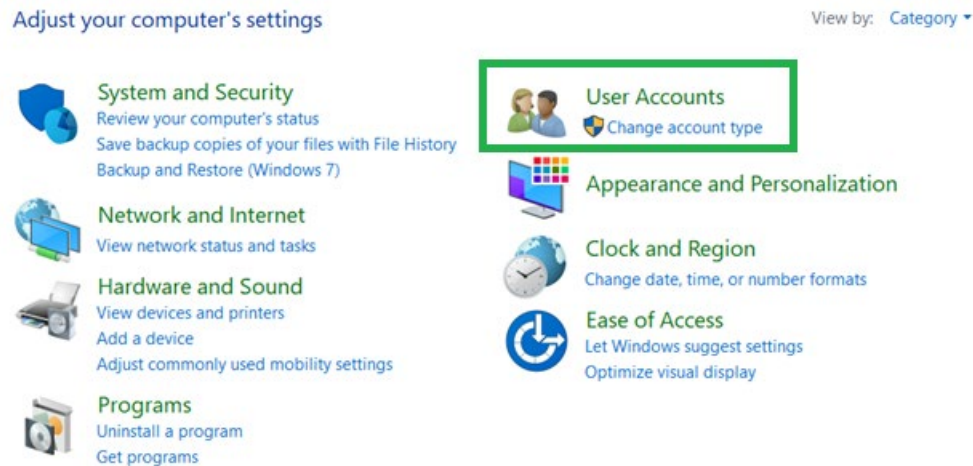 Adjust your computer's settings
View by: Category
System and Security
Review your computer's status
Save backup copies of your files with File History
Backup and Restore (Windows 7)
Network and Internet
View network status and tasks
Hardware and Sound
View devices and printers
Add a device
Adjust commonly used mobility settings
Programs
Uninstall a program
Get programs
User Accounts
Change account type
Appearance and Personalization
Clock and Region
Change date, time, or number formats
Ease of Access
Let Windows suggest settings
Optimize visual display